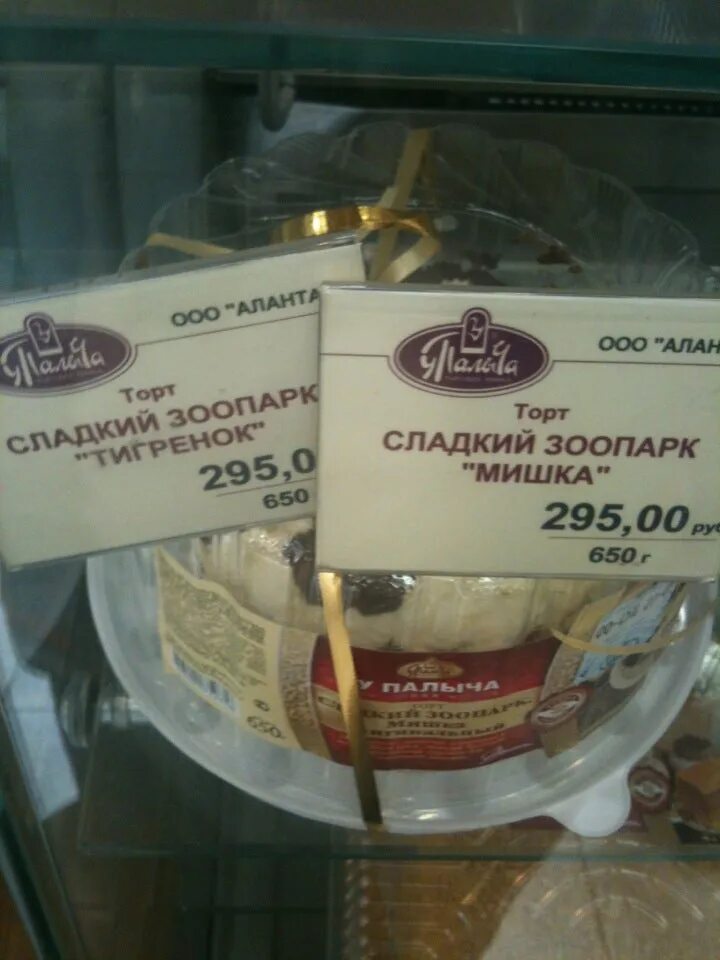 У Палыча
ООО "АЛАНТА
Торт
СЛАДКИЙ ЗООПАРК
"ТИГРЕНОК"
295,0
650
У Палыча
ООО "АЛАН
Торт
СЛАДКИЙ ЗООПАРК
"МИШКА"
295,00 руб
650 г
У ПАЛЫЧА
ТОРТ
СЛАДКИЙ ЗООПАРК.
Мишка
650г